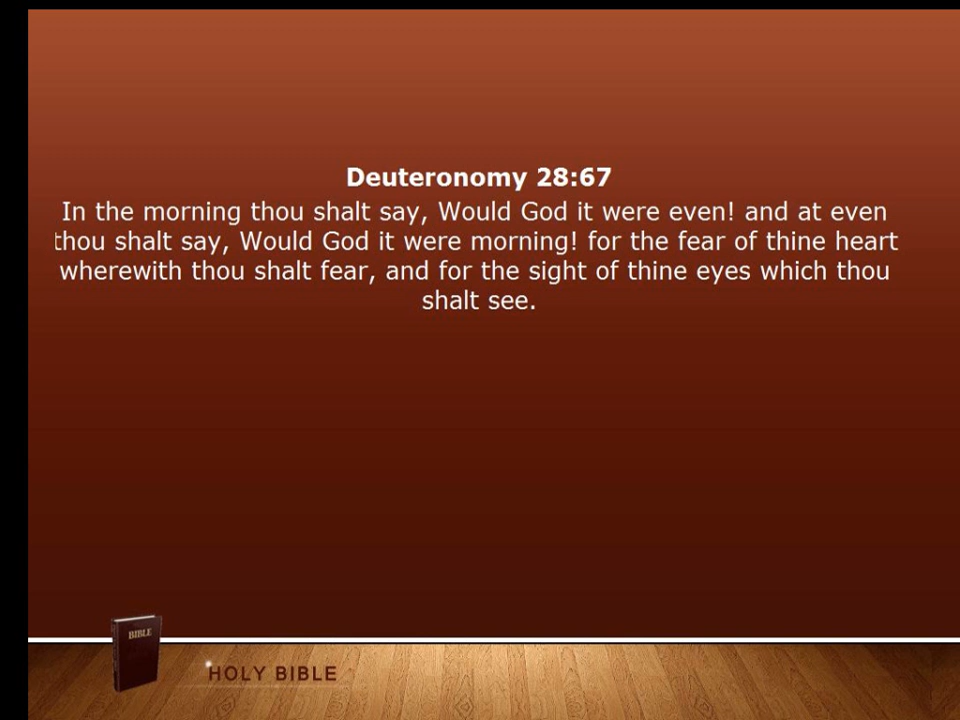 Deuteronomy 28:67
In the morning thou shalt say, Would God it were even! and at even
thou shalt say, Would God it were morning! for the fear of thine heart
wherewith thou shalt fear, and for the sight of thine eyes which thou
shalt see.
BIBLE
HOLY BIBLE